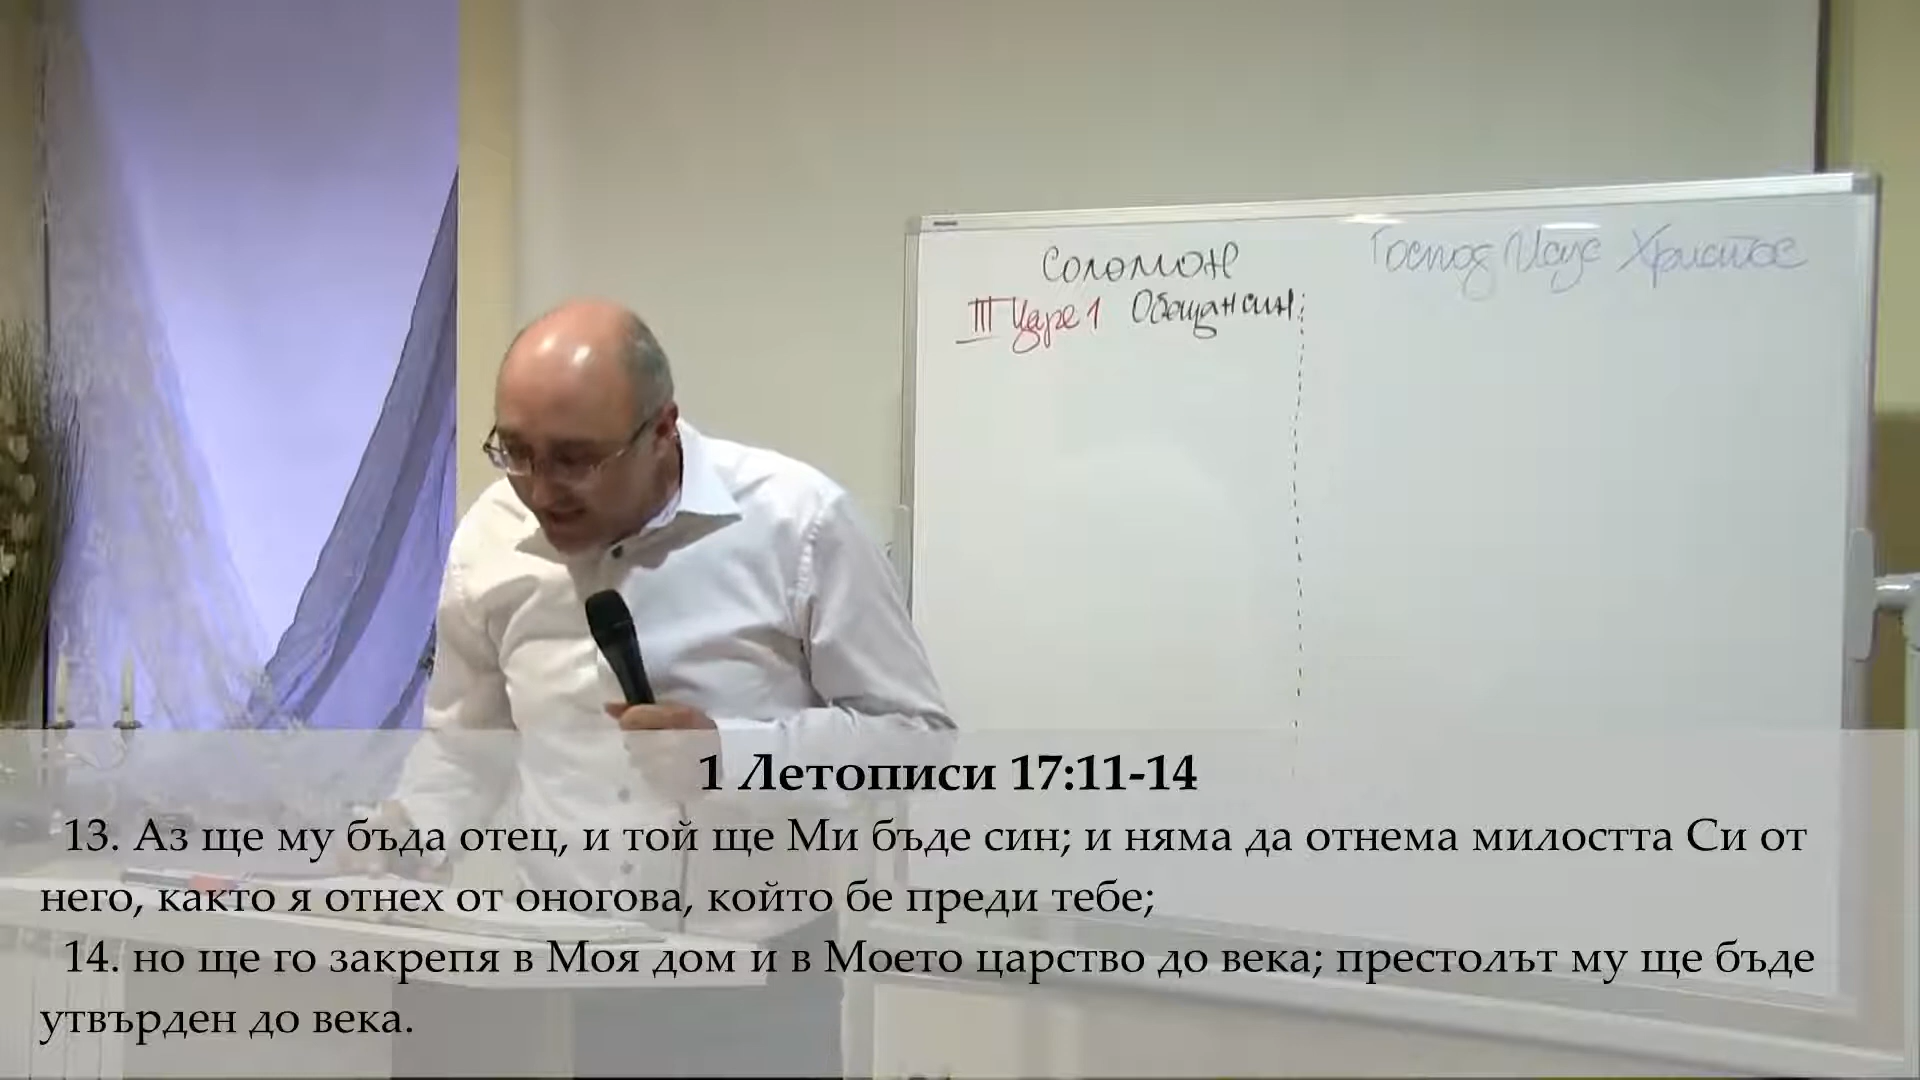 Соломон
Господ Исус Христос
III Царе 1 Обещан син
1 Летописи 17:11-14
13. Аз ще му бъда отец, и той ще Ми бъде син; и няма да отнема милостта Си от
него, както я отнех от оногова, който бе преди тебе;
14. но ще го закрепя в Моя дом и в Моето царство до века; престолът му ще бъде
утвърден до века.